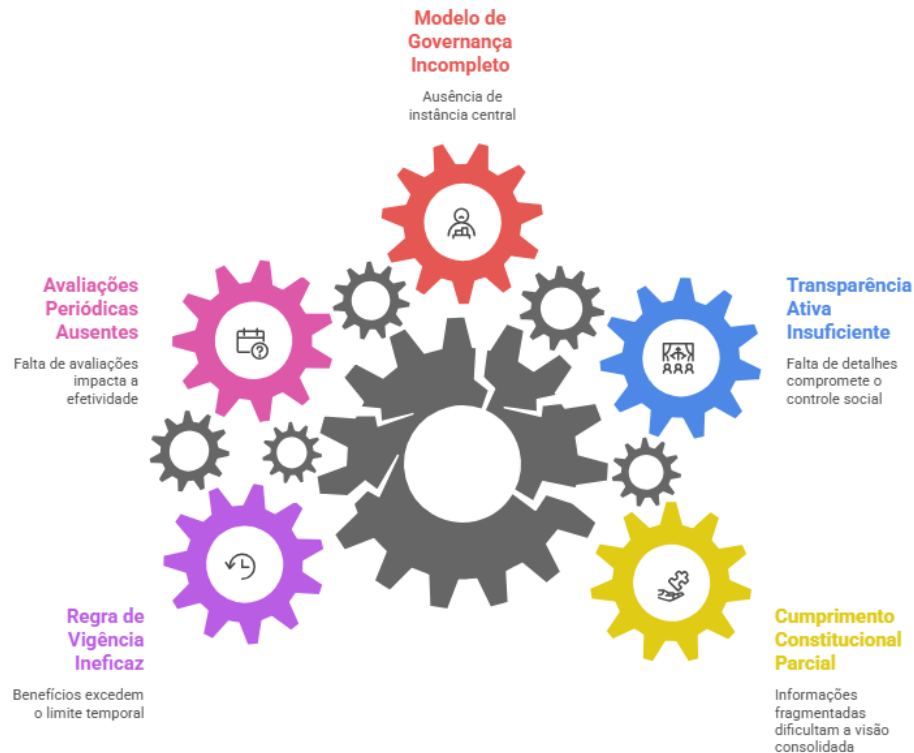 Modelo de
Governança
Incompleto
Ausência de
instância central
Avaliações
Periódicas
Ausentes
Falta de avaliações
impacta a
efetividade
Transparência
Ativa
Insuficiente
Falta de detalhes
compromete o
controle social
Regra de
Vigência
Ineficaz
Benefícios excedem
o limite temporal
Cumprimento
Constitucional
Parcial
Informações
fragmentadas
dificultam a visão
consolidada